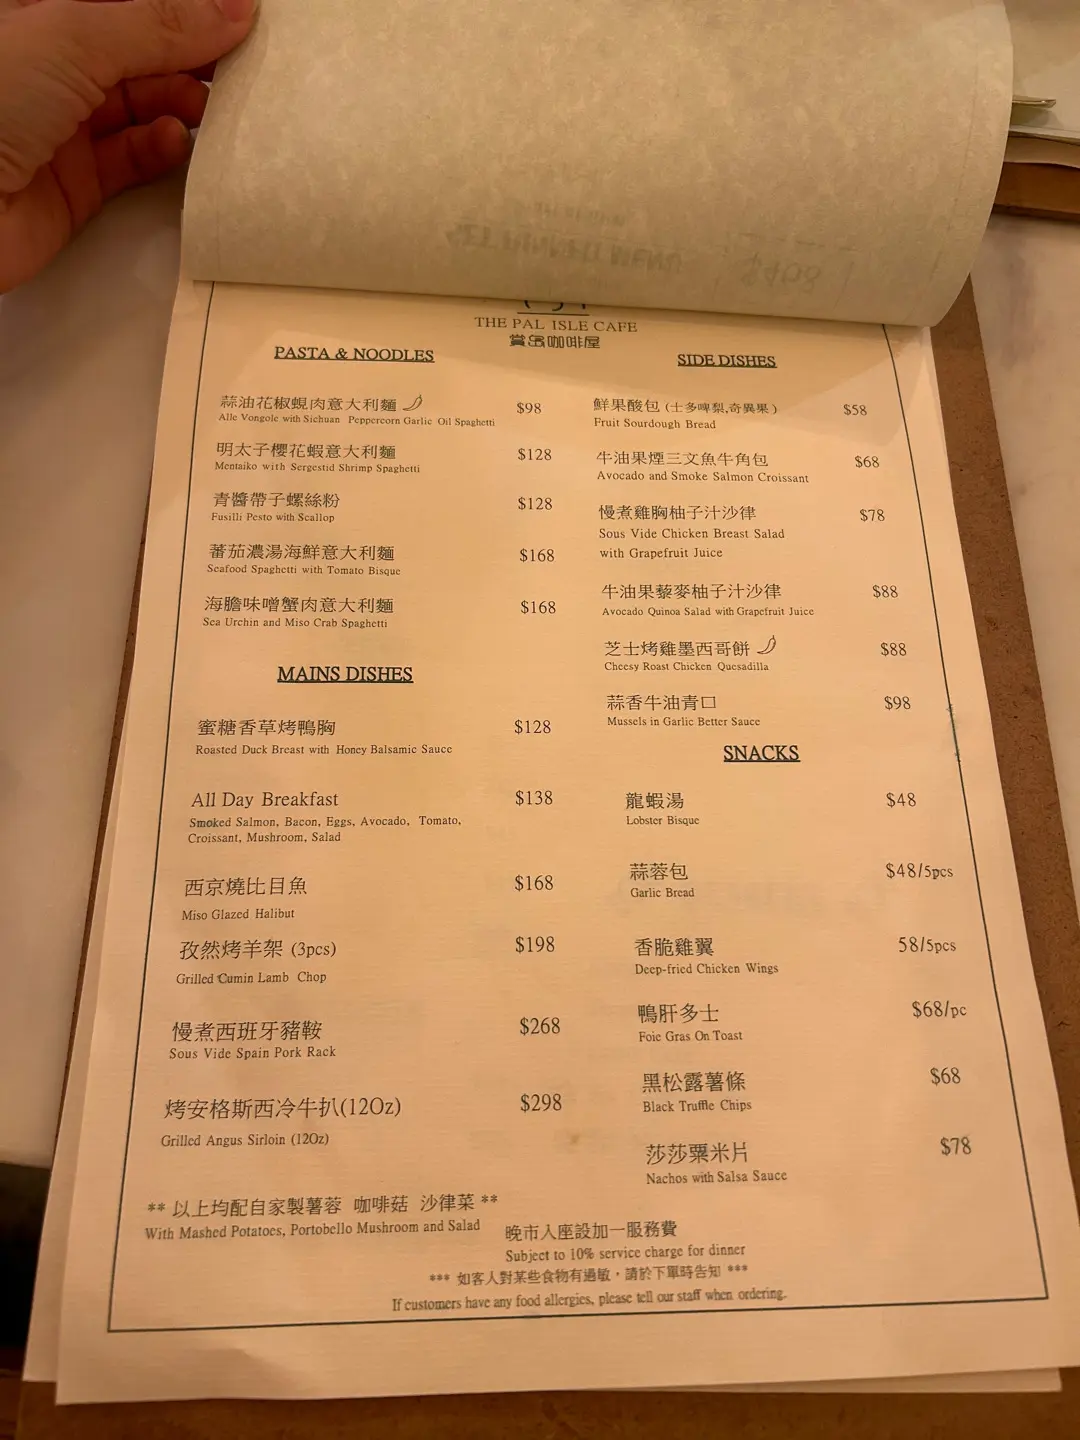 THE PAL ISLE CAFE
賞島咖啡屋
PASTA & NOODLES
蒜油花椒蜆肉意大利麵
$98
Alle Vongole with Sichuan Peppercorn Garlic Oil Spaghetti
明太子櫻花蝦意大利麵
$128
Mentaiko with Sergestid Shrimp Spaghetti
青醬帶子螺絲粉
$128
Fusilli Pesto with Scallop
蕃茄濃湯海鮮意大利麵
$168
Seafood Spaghetti with Tomato Bisque
海膽味噌蟹肉意大利麵
$168
Sea Urchin and Miso Crab Spaghetti
MAINS DISHES
蜜糖香草烤鴨胸
$128
Roasted Duck Breast with Honey Balsamic Sauce
All Day Breakfast
$138
Smoked Salmon, Bacon, Eggs, Avocado, Tomato,
Croissant, Mushroom, Salad
西京燒比目魚
$168
Miso Glazed Halibut
孜然烤羊架 (3pcs)
$198
Grilled Cumin Lamb Chop
慢煮西班牙豬鞍
$268
Sous Vide Spain Pork Rack
烤安格斯西冷牛扒(12Oz)
$298
Grilled Angus Sirloin (12Oz)
** 以上均配自家製薯蓉 咖啡菇 沙律菜 **
With Mashed Potatoes, Portobello Mushroom and Salad
SIDE DISHES
鮮果酸包 (士多啤梨,奇異果)
$58
Fruit Sourdough Bread
牛油果煙三文魚牛角包
$68
Avocado and Smoke Salmon Croissant
慢煮雞胸柚子汁沙律
$78
Sous Vide Chicken Breast Salad
with Grapefruit Juice
牛油果藜麥柚子汁沙律
$88
Avocado Quinoa Salad with Grapefruit Juice
芝士烤雞墨西哥餅
$88
Cheesy Roast Chicken Quesadilla
蒜香牛油青口
$98
Mussels in Garlic Better Sauce
SNACKS
龍蝦湯
$48
Lobster Bisque
蒜蓉包
$48/5pcs
Garlic Bread
香脆雞翼
58/5pcs
Deep-fried Chicken Wings
鴨肝多士
$68/pc
Foie Gras On Toast
黑松露薯條
$68
Black Truffle Chips
莎莎粟米片
$78
Nachos with Salsa Sauce
晚市入座設加一服務費
Subject to 10% service charge for dinner
*** 如客人對某些食物有過敏，請於下單時告知 ***
If customers have any food allergies, please tell our staff when ordering.